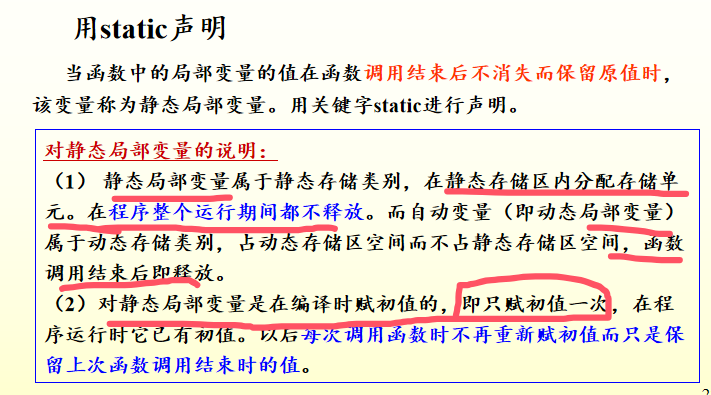 用static声明
当函数中的局部变量的值在函数调用结束后不消失而保留原值时，
该变量称为静态局部变量。用关键字static进行声明。
对静态局部变量的说明：
（1） 静态局部变量属于静态存储类别，在静态存储区内分配存储单
元。在程序整个运行期间都不释放。而自动变量（即动态局部变量）
属于动态存储类别，占动态存储区空间而不占静态存储区空间，函数
调用结束后即释放。
（2）对静态局部变量是在编译时赋初值的，即只赋初值一次，在程
序运行时它已有初值。以后每次调用函数时不再重新赋初值而只是保
留上次函数调用结束时的值。
2